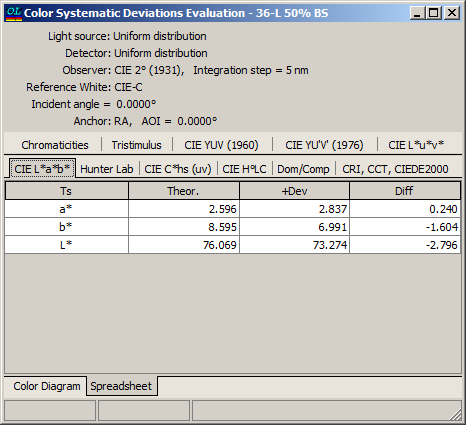 OL Color Systematic Deviations Evaluation - 36-L 50% BS
Light source: Uniform distribution
Detector: Uniform distribution
Observer: CIE 2° (1931), Integration step = 5 nm
Reference White: CIE-C
Incident angle = 0.0000°
Anchor: RA, AOI = 0.0000°
Chromaticities Tristimulus CIE YUV (1960) CIE YU'V' (1976) CIE L*u*v*
CIE L*a*b* Hunter Lab CIE C*hs (uv) CIE H°LC Dom/Comp CRI, CCT, CIEDE2000
Ts Theor. +Dev Diff
a* 2.596 2.837 0.240
b* 8.595 6.991 -1.604
L* 76.069 73.274 -2.796
Color Diagram Spreadsheet